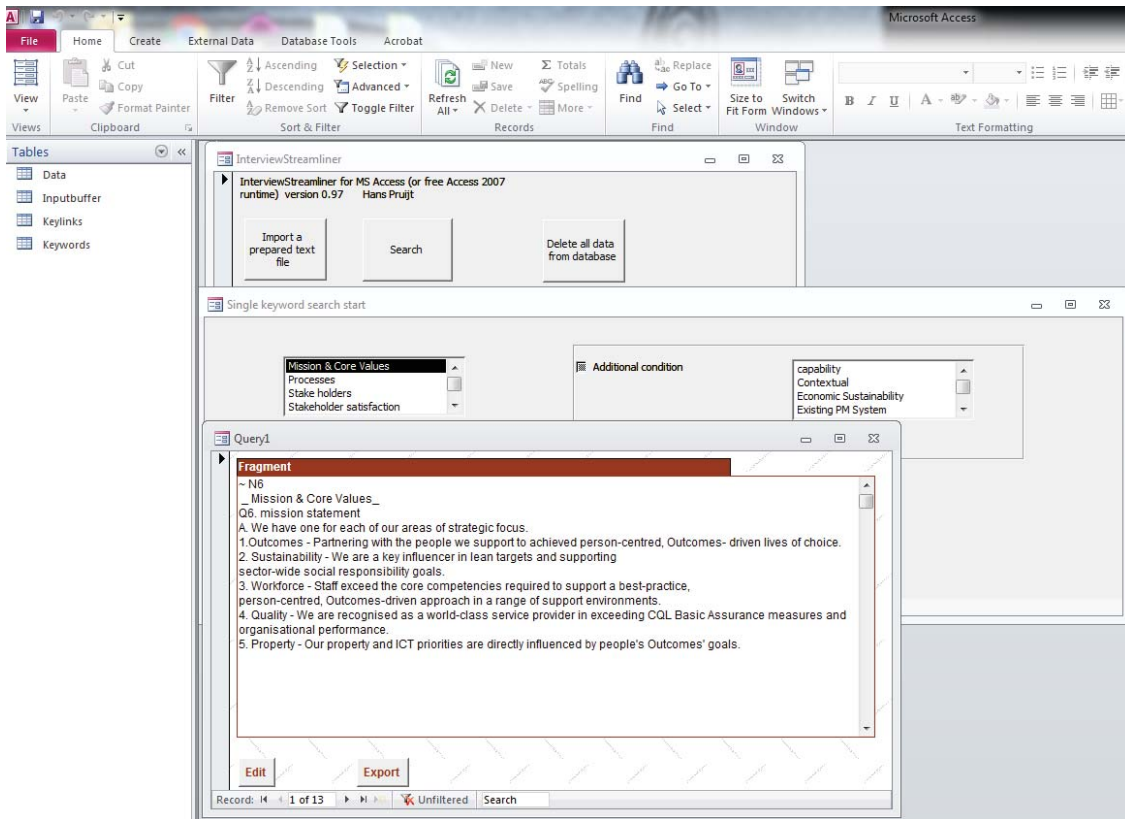 Microsoft Access
File Home Create External Data Database Tools Acrobat
View
Views
Paste
Cut
Copy
Format Painter
Clipboard
Filter
Ascending
Descending
Remove Sort
Selection
Advanced
Toggle Filter
Sort & Filter
Refresh All
New
Save
Delete
Totals
Spelling
More
Records
Find
Replace
Go To
Select
Find
Size to Fit Form
Switch Windows
Window
B I U A
Text Formatting
Tables
Data
Inputbuffer
Keylinks
Keywords
InterviewStreamliner
InterviewStreamliner for MS Access (or free Access 2007
runtime) version 0.97 Hans Pruijt
Import a
prepared text
file
Search
Delete all data
from database
Single keyword search start
Mission & Core Values
Processes
Stake holders
Stakeholder satisfaction
Additional condition
capability
Contextual
Economic Sustainability
Existing PM System
Query1
Fragment
~ N6
_ Mission & Core Values_
Q6. mission statement
A. We have one for each of our areas of strategic focus.
1.Outcomes - Partnering with the people we support to achieved person-centred, Outcomes- driven lives of choice.
2. Sustainability - We are a key influencer in lean targets and supporting
sector-wide social responsibility goals.
3. Workforce - Staff exceed the core competencies required to support a best-practice,
person-centred, Outcomes-driven approach in a range of support environments.
4. Quality - We are recognised as a world-class service provider in exceeding CQL Basic Assurance measures and
organisational performance.
5. Property - Our property and ICT priorities are directly influenced by people's Outcomes' goals.
Edit Export
Record: 1 of 13 Unfiltered Search